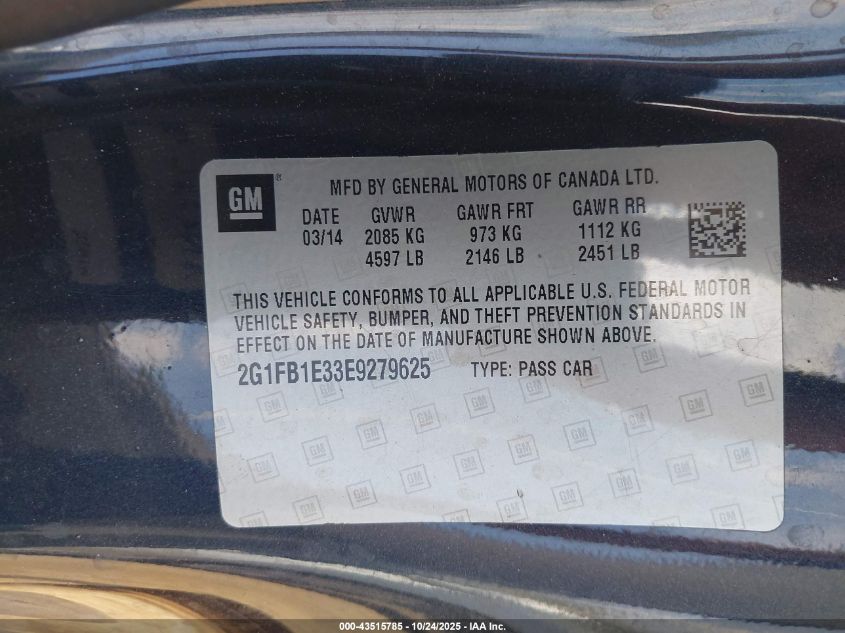 GM ® MFD BY GENERAL MOTORS OF CANADA LTD.
DATE GVWR GAWR FRT GAWR RR
03/14 2085 KG 973 KG 1112 KG
4597 LB 2146 LB 2451 LB
THIS VEHICLE CONFORMS TO ALL APPLICABLE U.S. FEDERAL MOTOR
VEHICLE SAFETY, BUMPER, AND THEFT PREVENTION STANDARDS IN
EFFECT ON THE DATE OF MANUFACTURE SHOWN ABOVE.
2G1FB1E33E9279625 TYPE: PASS CAR
000-43515785 - 10/24/2025 - IAA Inc.